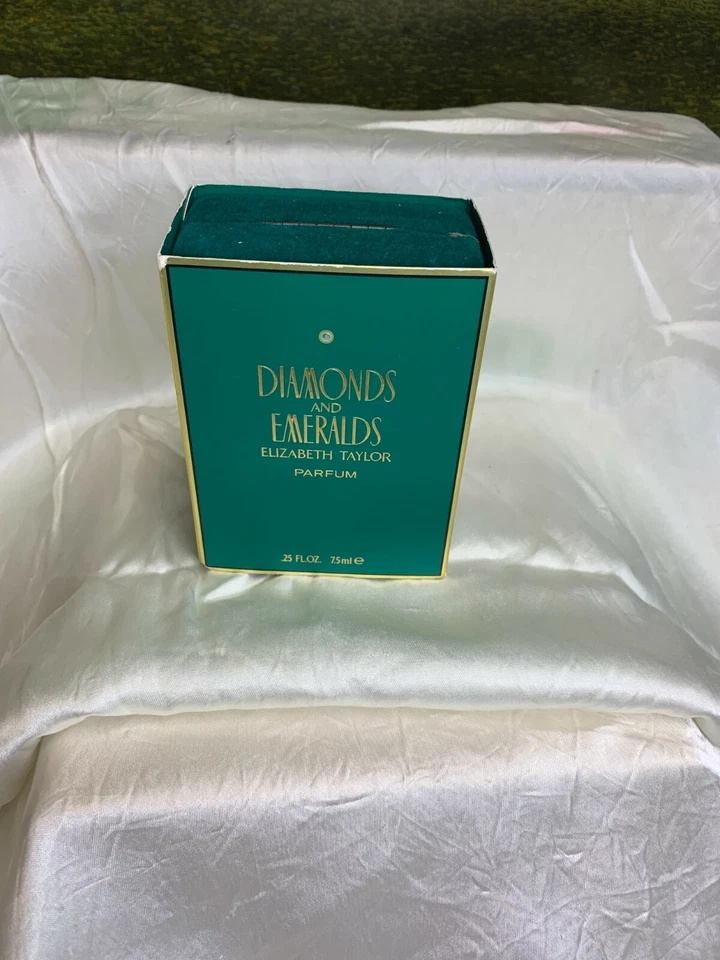 DIAMONDS
AND
EMERALDS
ELIZABETH TAYLOR
PARFUM
.25 FL.OZ. 7.5ml ℮